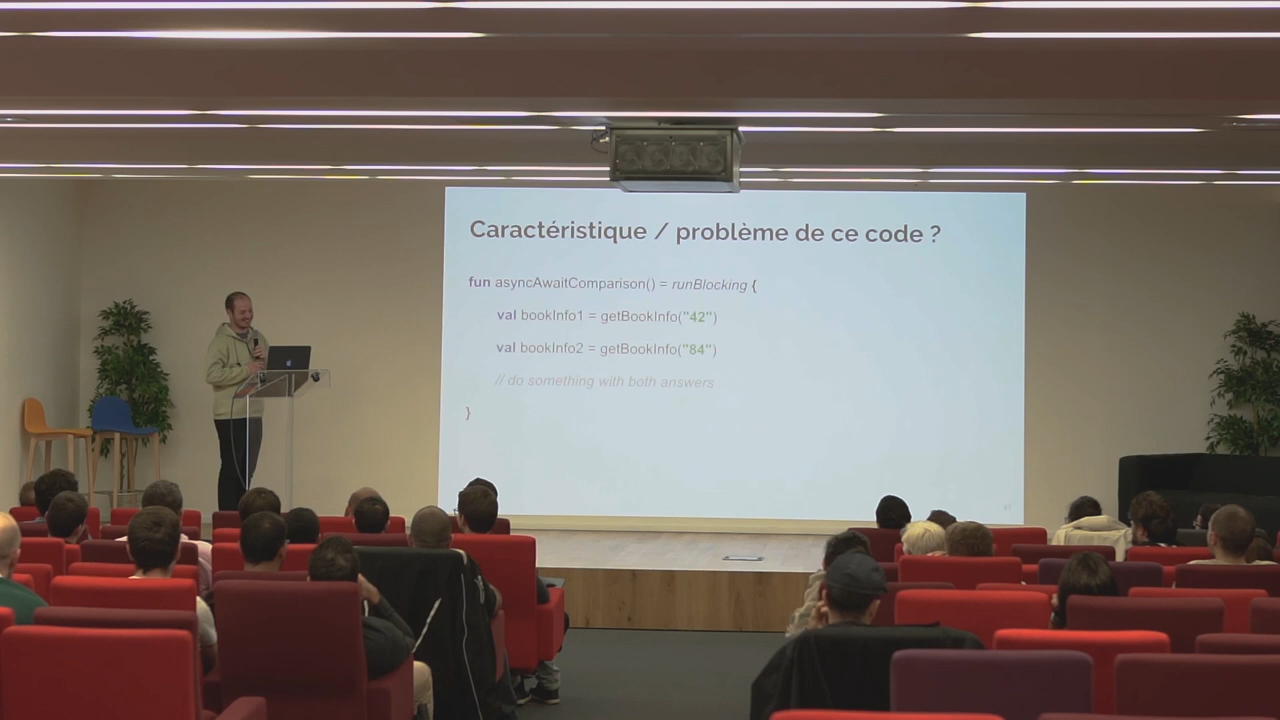 Caractéristique / problème de ce code ?
fun asyncAwaitComparison() = runBlocking {
val bookInfo1 = getBookInfo("42")
val bookInfo2 = getBookInfo("84")
// do something with both answers
}